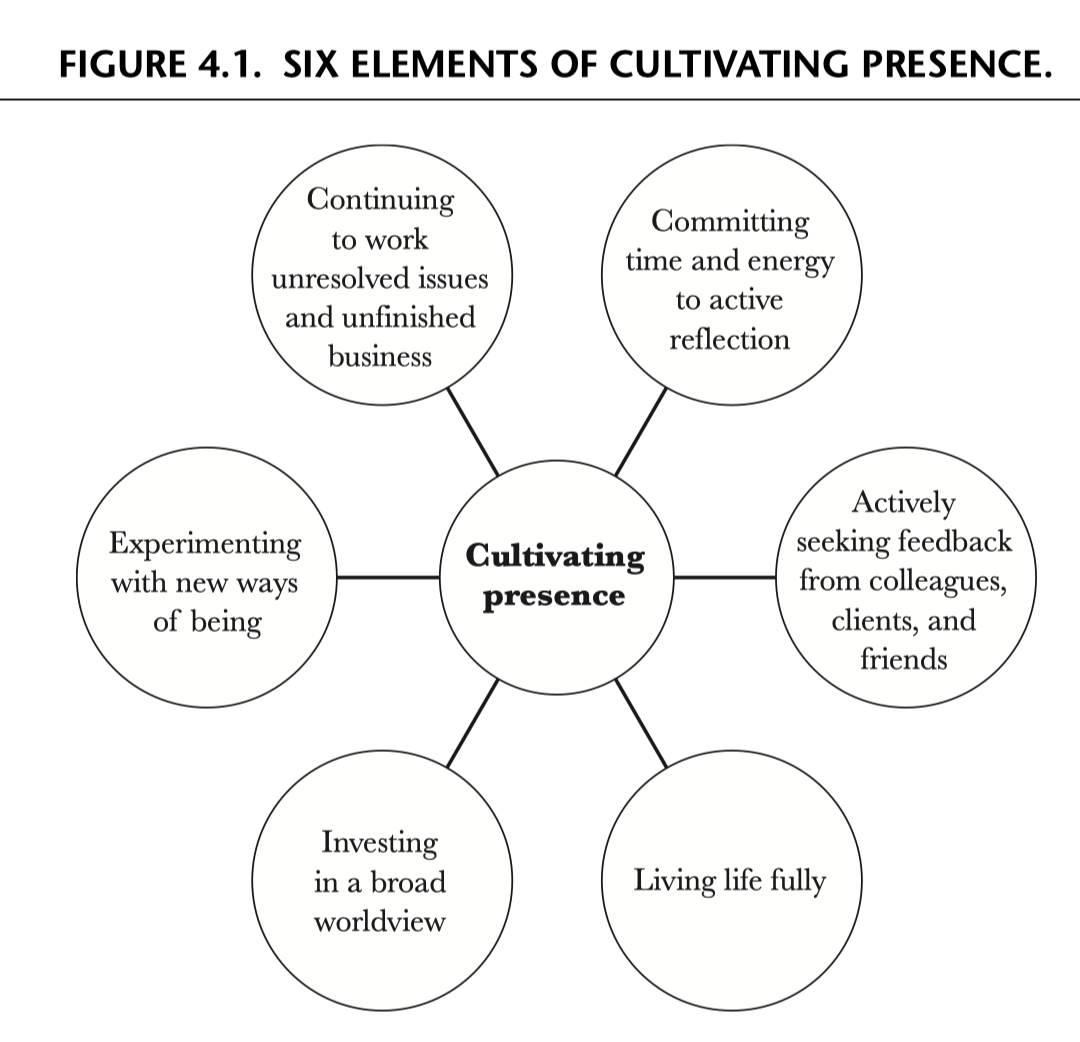 FIGURE 4.1. SIX ELEMENTS OF CULTIVATING PRESENCE.
Continuing
to work
unresolved issues
and unfinished
business
Committing
time and energy
to active
reflection
Experimenting
with new ways
of being
Cultivating
presence
Actively
seeking feedback
from colleagues,
clients, and
friends
Investing
in a broad
worldview
Living life fully